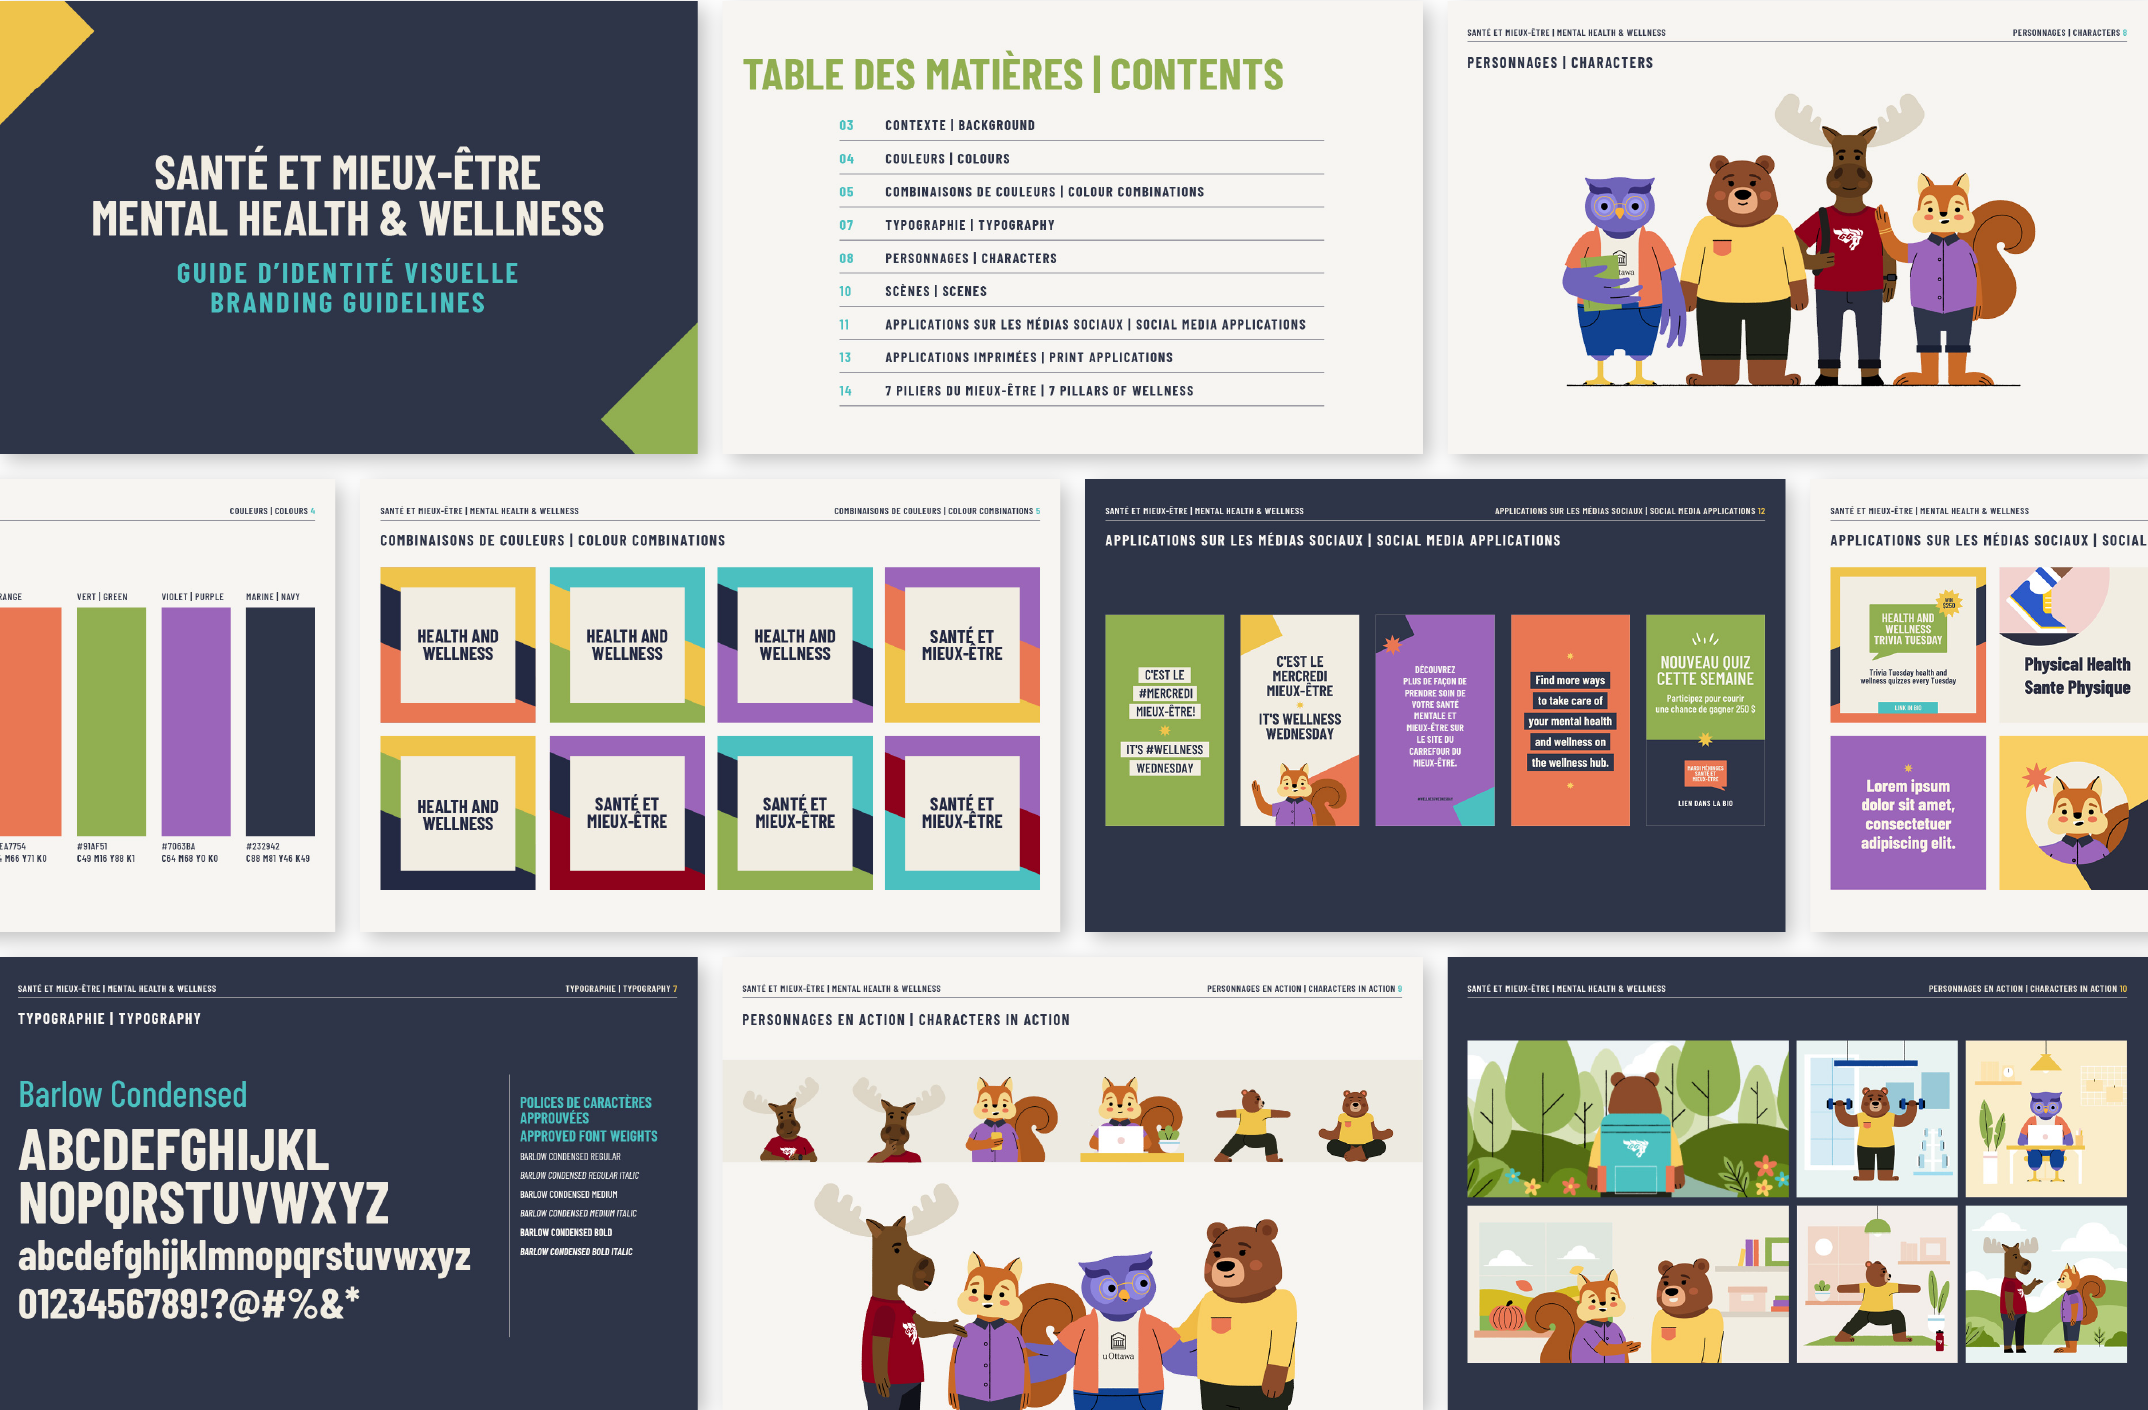 SANTÉ ET MIEUX-ÊTRE
MENTAL HEALTH & WELLNESS
GUIDE D'IDENTITÉ VISUELLE
BRANDING GUIDELINES
TABLE DES MATIÈRES | CONTENTS
03 CONTEXTE | BACKGROUND
04 COULEURS | COLOURS
05 COMBINAISONS DE COULEURS | COLOUR COMBINATIONS
07 TYPOGRAPHIE | TYPOGRAPHY
08 PERSONNAGES | CHARACTERS
10 SCÈNES | SCENES
11 APPLICATIONS SUR LES MÉDIAS SOCIAUX | SOCIAL MEDIA APPLICATIONS
13 APPLICATIONS IMPRIMÉES | PRINT APPLICATIONS
14 7 PILIERS DU MIEUX-ÊTRE | 7 PILLARS OF WELLNESS
SANTÉ ET MIEUX-ÊTRE | MENTAL HEALTH & WELLNESS
PERSONNAGES | CHARACTERS 8
PERSONNAGES | CHARACTERS
tawa
COULEURS | COLOURS 4
RANGE
VERT | GREEN
VIOLET | PURPLE
MARINE | NAVY
EA7754
M66 Y71 K0
#91AF51
C49 M16 Y88 K1
#7063BA
C64 M68 Y0 K0
#232942
C88 M81 Y46 K49
SANTÉ ET MIEUX-ÊTRE | MENTAL HEALTH & WELLNESS
COMBINAISONS DE COULEURS | COLOUR COMBINATIONS 5
COMBINAISONS DE COULEURS | COLOUR COMBINATIONS
HEALTH AND
WELLNESS
HEALTH AND
WELLNESS
HEALTH AND
WELLNESS
SANTÉ ET
MIEUX-ÊTRE
HEALTH AND
WELLNESS
SANTÉ ET
MIEUX-ÊTRE
SANTÉ ET
MIEUX-ÊTRE
SANTÉ ET
MIEUX-ÊTRE
SANTÉ ET MIEUX-ÊTRE | MENTAL HEALTH & WELLNESS
APPLICATIONS SUR LES MÉDIAS SOCIAUX | SOCIAL MEDIA APPLICATIONS 12
APPLICATIONS SUR LES MÉDIAS SOCIAUX | SOCIAL MEDIA APPLICATIONS
C'EST LE
#MERCREDI
MIEUX-ÊTRE!
IT'S #WELLNESS
WEDNESDAY
C'EST LE
MERCREDI
MIEUX-ÊTRE
IT'S WELLNESS
WEDNESDAY
DÉCOUVREZ
PLUS DE FAÇON DE
PRENDRE SOIN DE
VOTRE SANTÉ
MENTALE ET
MIEUX-ÊTRE SUR
LE SITE DU
CARREFOUR DU
MIEUX-ÊTRE.
Find more ways
to take care of
your mental health
and wellness on
the wellness hub.
NOUVEAU QUIZ
CETTE SEMAINE
Participez pour courir
une chance de gagner 250 $
MARDI MÉNINGES
SANTÉ ET
MIEUX-ÊTRE
LIEN DANS LA BIO
SANTÉ ET MIEUX-ÊTRE | MENTAL HEALTH & WELLNESS
APPLICATIONS SUR LES MÉDIAS SOCIAUX | SOCIAL
WIN
$250
HEALTH AND
WELLNESS
TRIVIA TUESDAY
Trivia Tuesday health and
wellness quizzes every Tuesday
LINK IN BIO
Physical Health
Sante Physique
Lorem ipsum
dolor sit amet,
consectetuer
adipiscing elit.
SANTÉ ET MIEUX-ÊTRE | MENTAL HEALTH & WELLNESS
TYPOGRAPHIE | TYPOGRAPHY 7
TYPOGRAPHIE | TYPOGRAPHY
Barlow Condensed
ABCDEFGHIJKL
NOPQRSTUVWXYZ
abcdefghijklmnopqrstuvwxyz
0123456789!?@#%&*
POLICES DE CARACTÈRES
APPROUVÉES
APPROVED FONT WEIGHTS
BARLOW CONDENSED REGULAR
BARLOW CONDENSED REGULAR ITALIC
BARLOW CONDENSED MEDIUM
BARLOW CONDENSED MEDIUM ITALIC
BARLOW CONDENSED BOLD
BARLOW CONDENSED BOLD ITALIC
SANTÉ ET MIEUX-ÊTRE | MENTAL HEALTH & WELLNESS
PERSONNAGES EN ACTION | CHARACTERS IN ACTION 9
PERSONNAGES EN ACTION | CHARACTERS IN ACTION
uOttawa
SANTÉ ET MIEUX-ÊTRE | MENTAL HEALTH & WELLNESS
PERSONNAGES EN ACTION | CHARACTERS IN ACTION 10